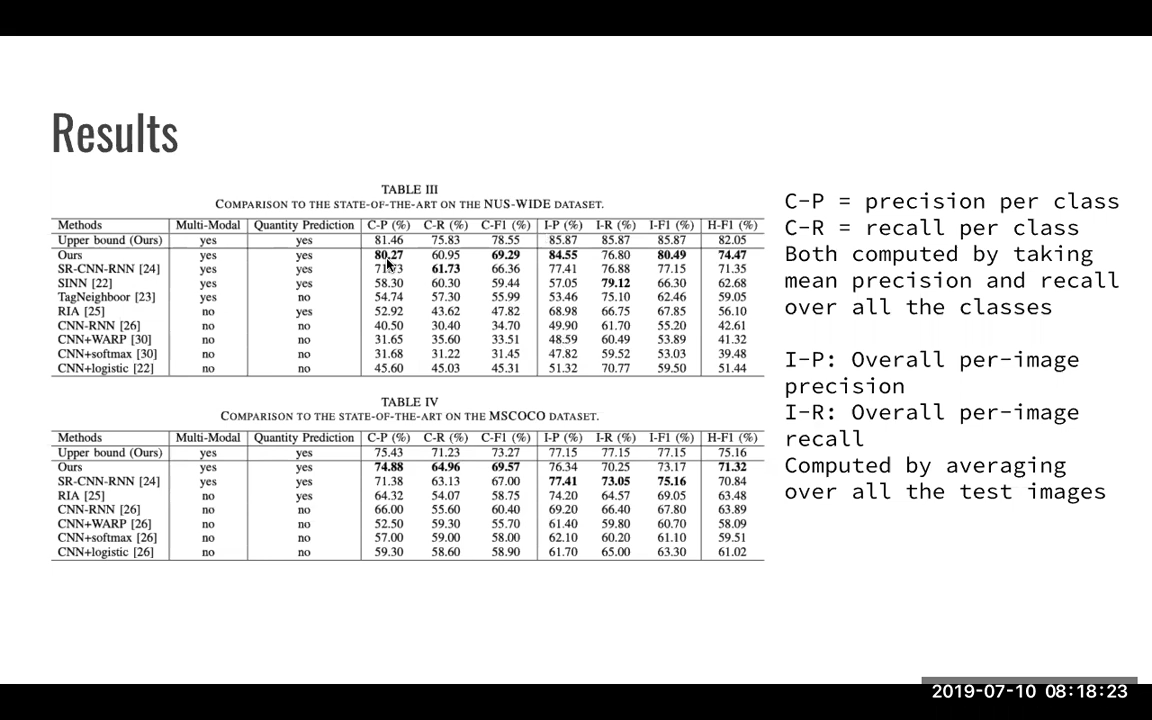 Results
TABLE III
COMPARISON TO THE STATE-OF-THE-ART ON THE NUS-WIDE DATASET.
Methods Multi-Modal Quantity Prediction C-P (%) C-R (%) C-F1 (%) I-P (%) I-R (%) I-F1 (%) H-F1 (%)
Upper bound (Ours) yes yes 81.46 75.83 78.55 85.87 85.87 85.87 82.05
Ours yes yes 80.27 60.95 69.29 84.55 76.80 80.49 74.47
SR-CNN-RNN [24] yes yes 61.73 66.36 77.41 76.88 77.15 71.35
SINN [22] yes yes 58.30 60.30 59.44 57.05 79.12 66.30 62.68
TagNeighboor [23] yes no 54.74 57.30 55.99 53.46 75.10 62.46 59.05
RIA [25] no yes 52.92 43.62 47.82 68.98 66.75 67.85 56.10
CNN-RNN [26] no no 40.50 30.40 34.70 49.90 61.70 55.20 42.61
CNN+WARP [30] no no 31.65 35.60 33.51 48.59 60.49 53.89 41.32
CNN+softmax [30] no no 31.68 31.22 31.45 47.82 59.52 53.03 39.48
CNN+logistic [22] no no 45.60 45.03 45.31 51.32 70.77 59.50 51.44
TABLE IV
COMPARISON TO THE STATE-OF-THE-ART ON THE MSCOCO DATASET.
Methods Multi-Modal Quantity Prediction C-P (%) C-R (%) C-F1 (%) I-P (%) I-R (%) I-F1 (%) H-F1 (%)
Upper bound (Ours) yes yes 75.43 71.23 73.27 77.15 77.15 77.15 75.16
Ours yes yes 74.88 64.96 69.57 76.34 70.25 73.17 71.32
SR-CNN-RNN [24] yes yes 71.38 63.13 67.00 77.41 73.05 75.16 70.84
RIA [25] no yes 64.32 54.07 58.75 74.20 64.57 69.05 63.48
CNN-RNN [26] no no 66.00 55.60 60.40 69.20 66.40 67.80 63.89
CNN+WARP [26] no no 52.50 59.30 55.70 61.40 59.80 60.70 58.09
CNN+softmax [26] no no 57.00 59.00 58.00 62.10 60.20 61.10 59.51
CNN+logistic [26] no no 59.30 58.60 58.90 61.70 65.00 63.30 61.02
C-P = precision per class
C-R = recall per class
Both computed by taking
mean precision and recall
over all the classes
I-P: Overall per-image
precision
I-R: Overall per-image
recall
Computed by averaging
over all the test images
2019-07-10 08:18:23